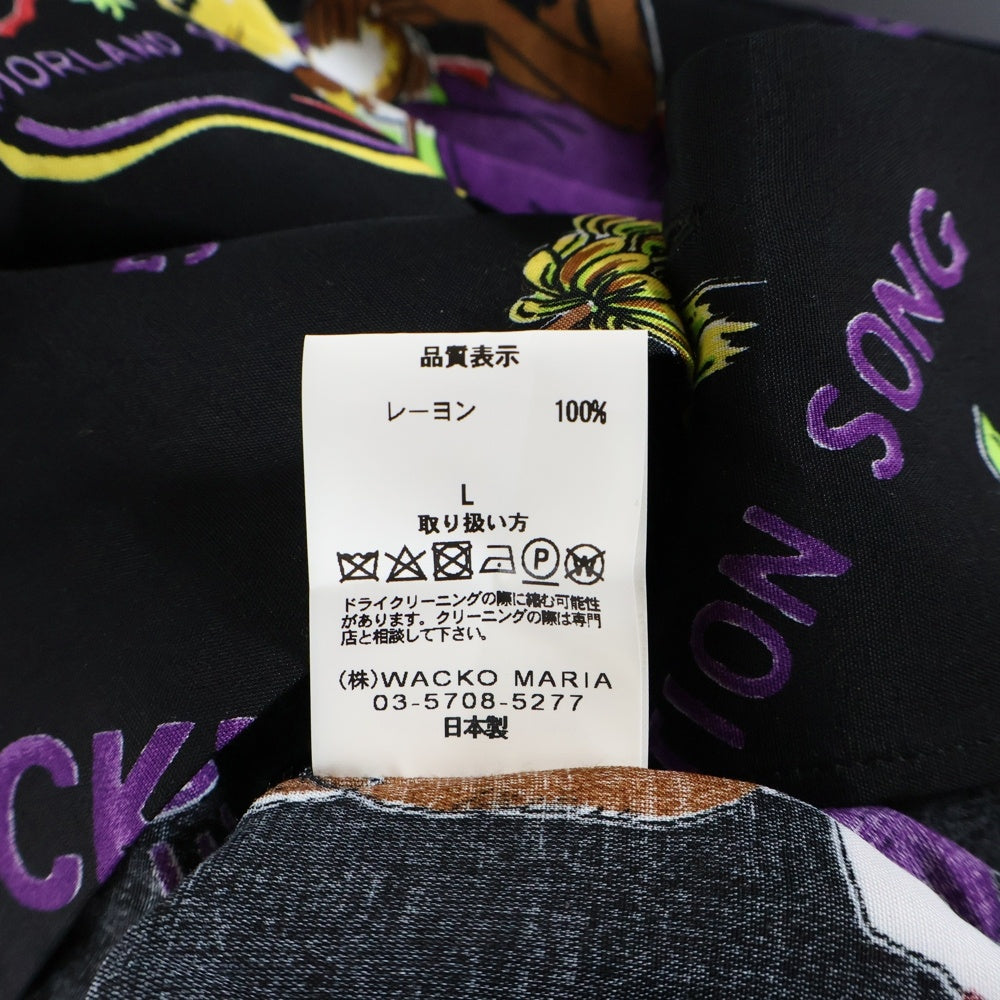 MORLAND S
品質表示
レーヨン 100%
L
取り扱い方
P
W
ドライクリーニングの際に縮む可能性
があります。クリーニングの際は専門
店と相談して下さい。
(株)WACKO MARIA
03-5708-5277
日本製
SONG
ION
CK